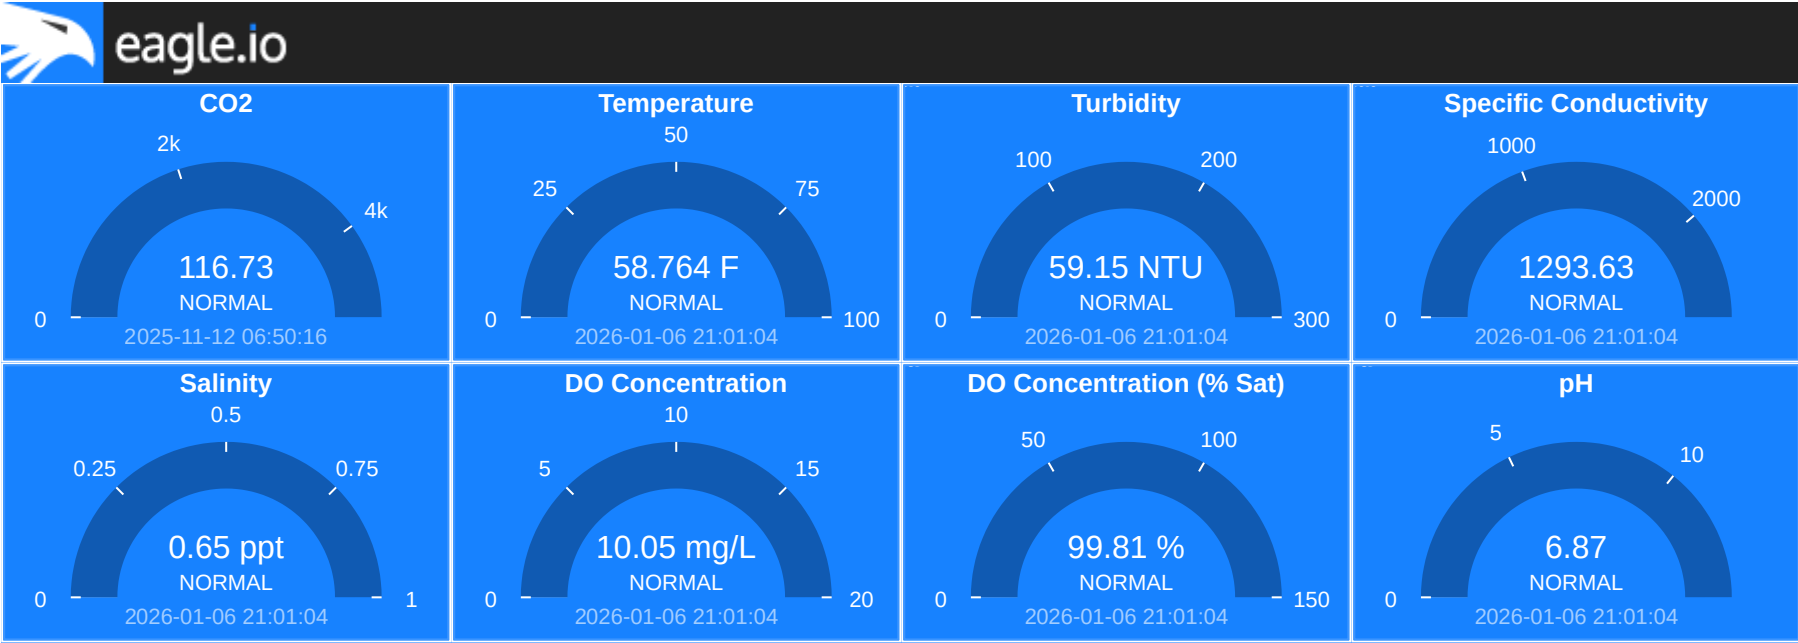 eagle.io
CO2
2k
4k
0
116.73
NORMAL
2025-11-12 06:50:16
Temperature
50
25
75
0
100
58.764 F
NORMAL
2026-01-06 21:01:04
Turbidity
100
200
0
300
59.15 NTU
NORMAL
2026-01-06 21:01:04
Specific Conductivity
1000
2000
0
1293.63
NORMAL
2026-01-06 21:01:04
Salinity
0.5
0.25
0.75
0
1
0.65 ppt
NORMAL
2026-01-06 21:01:04
DO Concentration
10
5
15
0
20
10.05 mg/L
NORMAL
2026-01-06 21:01:04
DO Concentration (% Sat)
50
100
0
150
99.81 %
NORMAL
2026-01-06 21:01:04
pH
5
10
0
6.87
NORMAL
2026-01-06 21:01:04